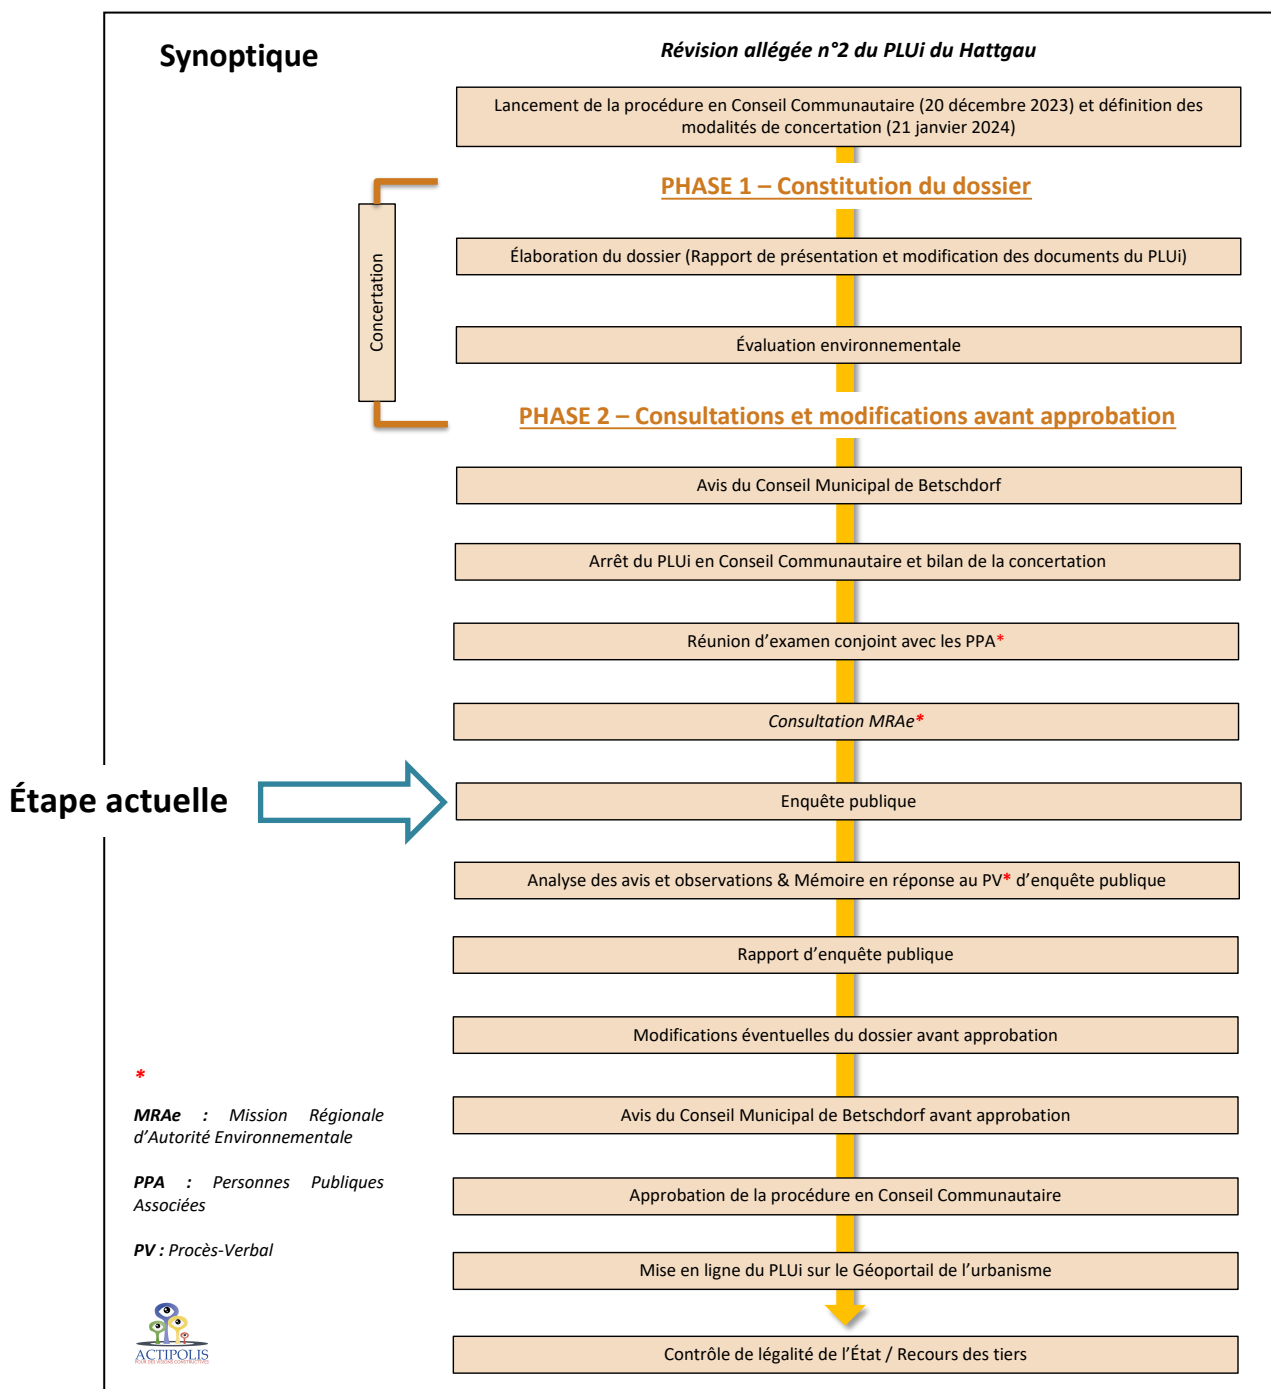 Synoptique
Révision allégée n°2 du PLUi du Hattgau
Lancement de la procédure en Conseil Communautaire (20 décembre 2023) et définition des
modalités de concertation (21 janvier 2024)
PHASE 1 – Constitution du dossier
Concertation
Élaboration du dossier (Rapport de présentation et modification des documents du PLUi)
Évaluation environnementale
PHASE 2 – Consultations et modifications avant approbation
Avis du Conseil Municipal de Betschdorf
Arrêt du PLUi en Conseil Communautaire et bilan de la concertation
Réunion d’examen conjoint avec les PPA*
Consultation MRAe*
Étape actuelle
Enquête publique
Analyse des avis et observations & Mémoire en réponse au PV* d’enquête publique
Rapport d’enquête publique
Modifications éventuelles du dossier avant approbation
Avis du Conseil Municipal de Betschdorf avant approbation
Approbation de la procédure en Conseil Communautaire
Mise en ligne du PLUi sur le Géoportail de l’urbanisme
Contrôle de légalité de l’État / Recours des tiers
*
MRAe : Mission Régionale
d’Autorité Environnementale
PPA : Personnes Publiques
Associées
PV : Procès-Verbal
ACTIPOLIS
POUR DES VISIONS CONSTRUCTIVES